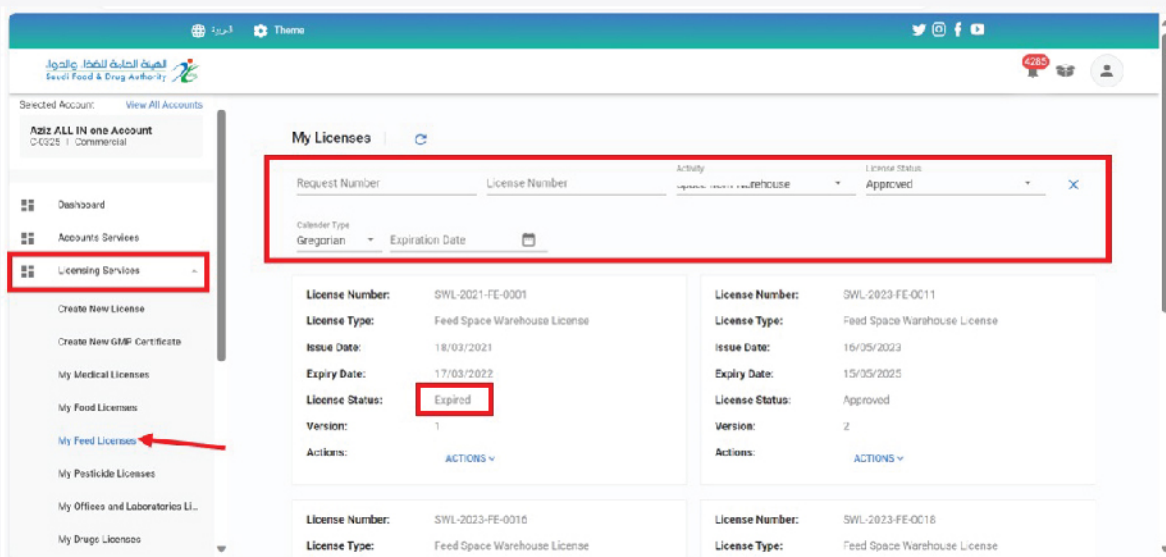 العربية Theme
الهيئة العامة للغذاء والدواء
Saudi Food & Drug Authority
4285
Selected Account View All Accounts
Aziz ALL IN one Account
C-0325 | Commercial
Dashboard
Accounts Services
Licensing Services
Create New License
Create New GMP Certificate
My Medical Licenses
My Food Licenses
My Feed Licenses
My Pesticide Licenses
My Offices and Laboratories Li...
My Drugs Licenses
My Licenses
Request Number License Number Activity Warehouse License Status Approved
Calender Type
Gregorian Expiration Date
License Number: SWL-2021-FE-0001
License Type: Feed Space Warehouse License
Issue Date: 18/03/2021
Expiry Date: 17/03/2022
License Status: Expired
Version: 1
Actions: ACTIONS
License Number: SWL-2023-FE-0011
License Type: Feed Space Warehouse License
Issue Date: 16/05/2023
Expiry Date: 15/05/2025
License Status: Approved
Version: 2
Actions: ACTIONS
License Number: SWL-2023-FE-0016
License Type: Feed Space Warehouse License
License Number: SWL-2023-FE-0018
License Type: Feed Space Warehouse License